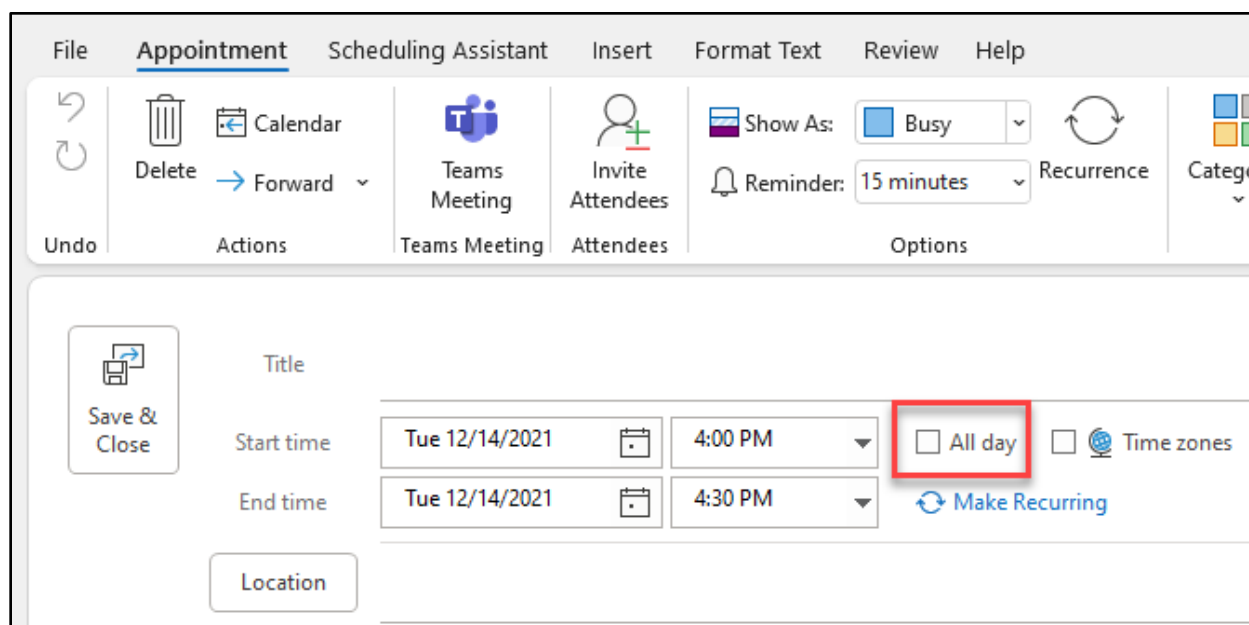 File Appointment Scheduling Assistant Insert Format Text Review Help
Calendar
Show As: Busy
Delete
Forward
Teams
Meeting
Invite
Attendees
Reminder: 15 minutes
Recurrence
Categ
Undo Actions Teams Meeting Attendees Options
Save &
Close
Title
Start time Tue 12/14/2021 4:00 PM All day Time zones
End time Tue 12/14/2021 4:30 PM Make Recurring
Location